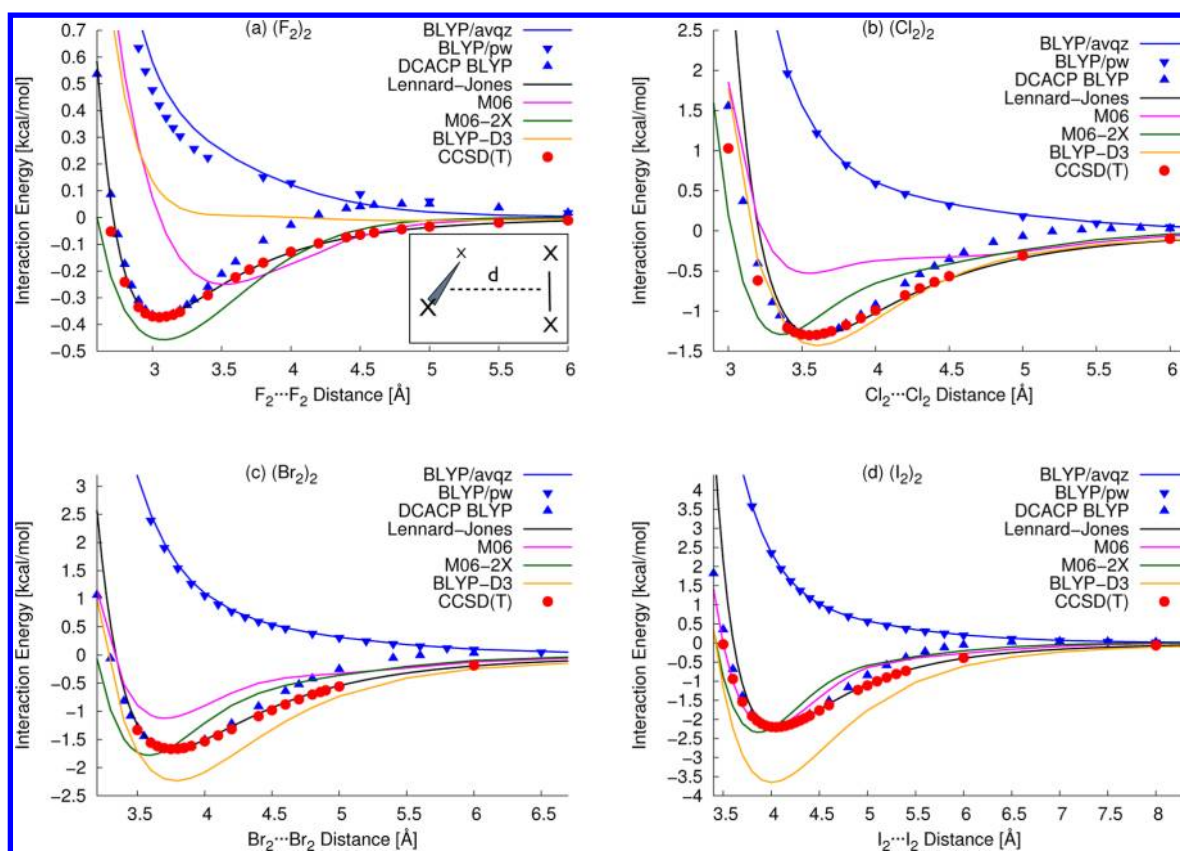 (a) (F₂)₂
BLYP/avqz
BLYP/pw
DCACP BLYP
Lennard−Jones
M06
M06−2X
BLYP−D3
CCSD(T)
Interaction Energy [kcal/mol]
0.7
0.6
0.5
0.4
0.3
0.2
0.1
0
−0.1
−0.2
−0.3
−0.4
−0.5
x
X
d
X
X
3 3.5 4 4.5 5 5.5 6
F₂···F₂ Distance [Å]
(b) (Cl₂)₂
BLYP/avqz
BLYP/pw
DCACP BLYP
Lennard−Jones
M06
M06−2X
BLYP−D3
CCSD(T)
Interaction Energy [kcal/mol]
2.5
2
1.5
1
0.5
0
−0.5
−1
−1.5
3 3.5 4 4.5 5 5.5 6
Cl₂···Cl₂ Distance [Å]
(c) (Br₂)₂
BLYP/avqz
BLYP/pw
DCACP BLYP
Lennard−Jones
M06
M06−2X
BLYP−D3
CCSD(T)
Interaction Energy [kcal/mol]
3
2.5
2
1.5
1
0.5
0
−0.5
−1
−1.5
−2
−2.5
3.5 4 4.5 5 5.5 6 6.5
Br₂···Br₂ Distance [Å]
(d) (I₂)₂
BLYP/avqz
BLYP/pw
DCACP BLYP
Lennard−Jones
M06
M06−2X
BLYP−D3
CCSD(T)
Interaction Energy [kcal/mol]
4
3.5
3
2.5
2
1.5
1
0.5
0
−0.5
−1
−1.5
−2
−2.5
−3
−3.5
−4
3.5 4 4.5 5 5.5 6 6.5 7 7.5 8
I₂···I₂ Distance [Å]